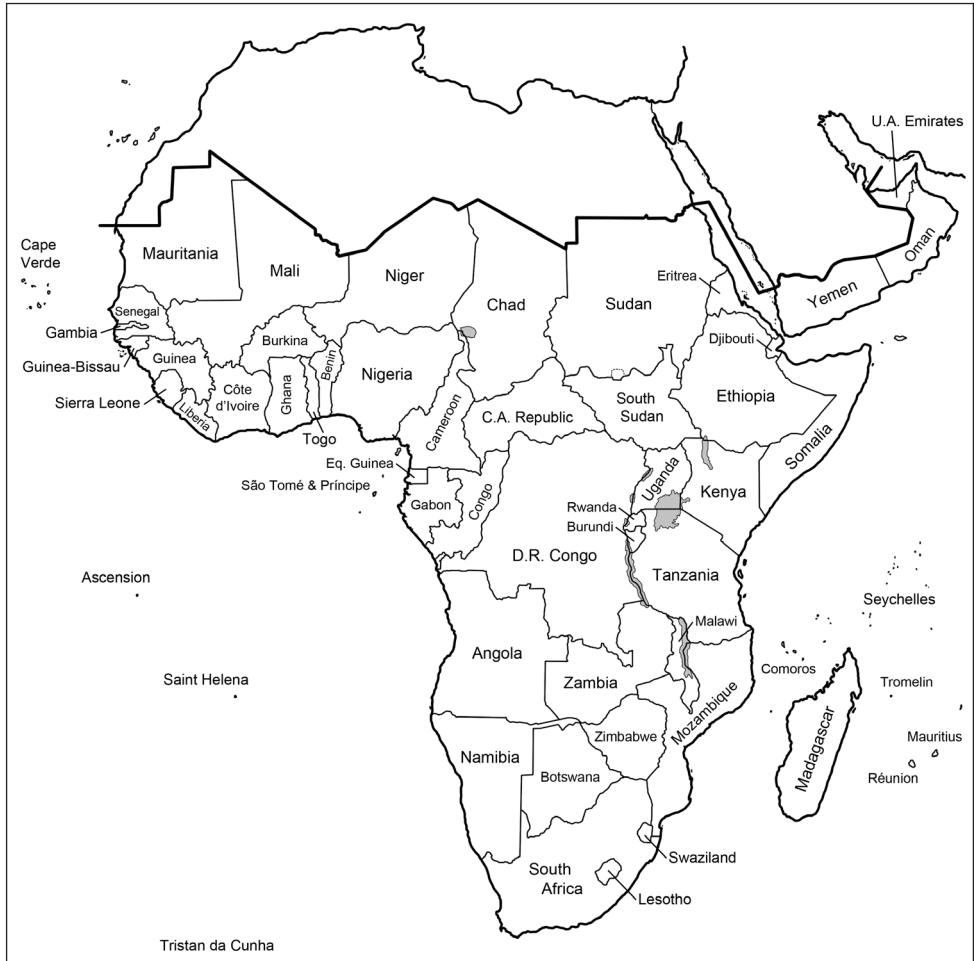 U.A. Emirates
Cape
Verde
Mauritania
Mali
Niger
Chad
Sudan
Eritrea
Yemen
Oman
Senegal
Gambia
Guinea-Bissau
Guinea
Sierra Leone
Liberia
Côte
d'Ivoire
Burkina
Ghana
Togo
Benin
Nigeria
Cameroon
C.A. Republic
South
Sudan
Djibouti
Ethiopia
Somalia
Eq. Guinea
São Tomé & Príncipe
Gabon
Congo
Uganda
Kenya
Rwanda
Burundi
D.R. Congo
Tanzania
Ascension
Seychelles
Malawi
Angola
Zambia
Saint Helena
Comoros
Tromelin
Mozambique
Madagascar
Mauritius
Réunion
Zimbabwe
Namibia
Botswana
Swaziland
South
Africa
Lesotho
Tristan da Cunha